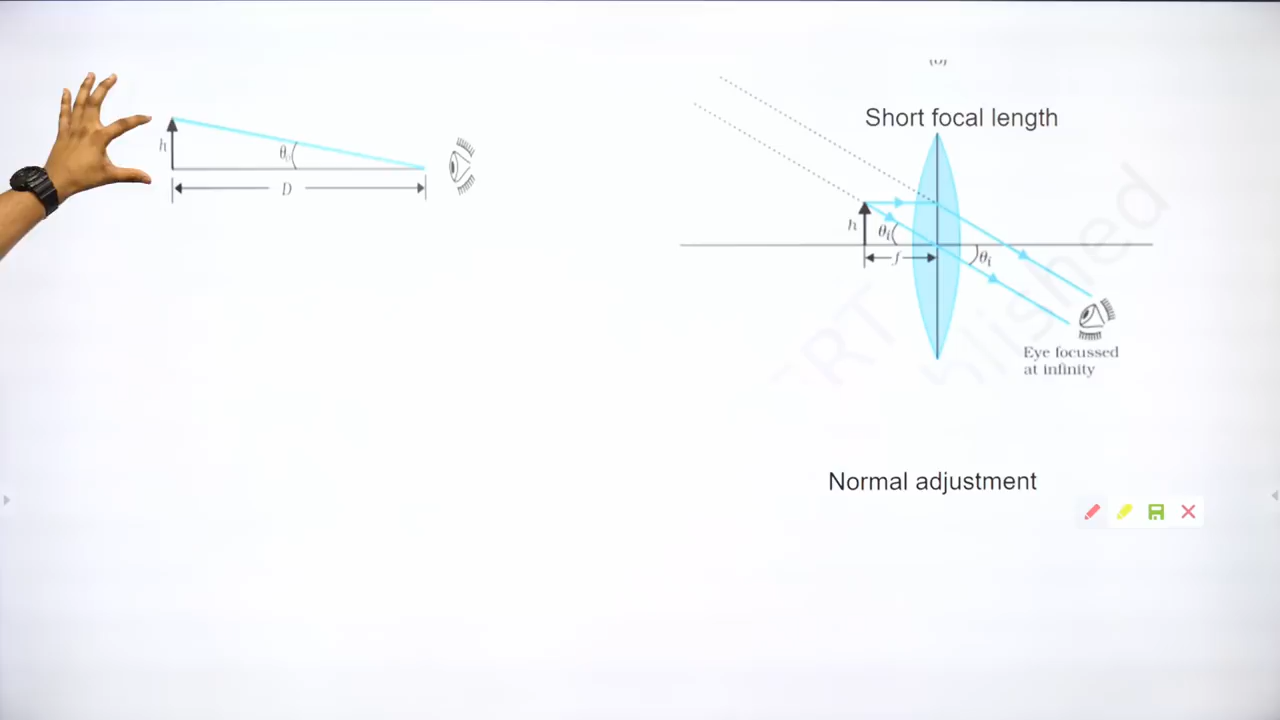 h
θ₀
D
Short focal length
h
θi
f
θi
Eye focussed
at infinity
Normal adjustment